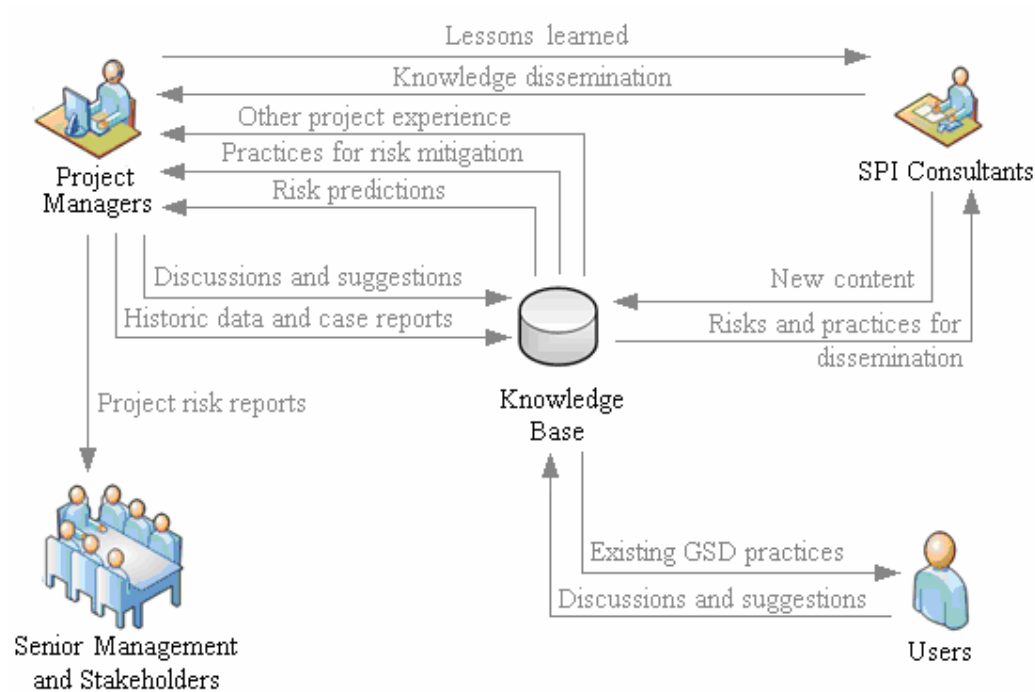 Lessons learned
Knowledge dissemination
Other project experience
Practices for risk mitigation
Risk predictions
Project
Managers
SPI Consultants
Discussions and suggestions
Historic data and case reports
New content
Risks and practices for
dissemination
Project risk reports
Knowledge
Base
Existing GSD practices
Discussions and suggestions
Senior Management
and Stakeholders
Users